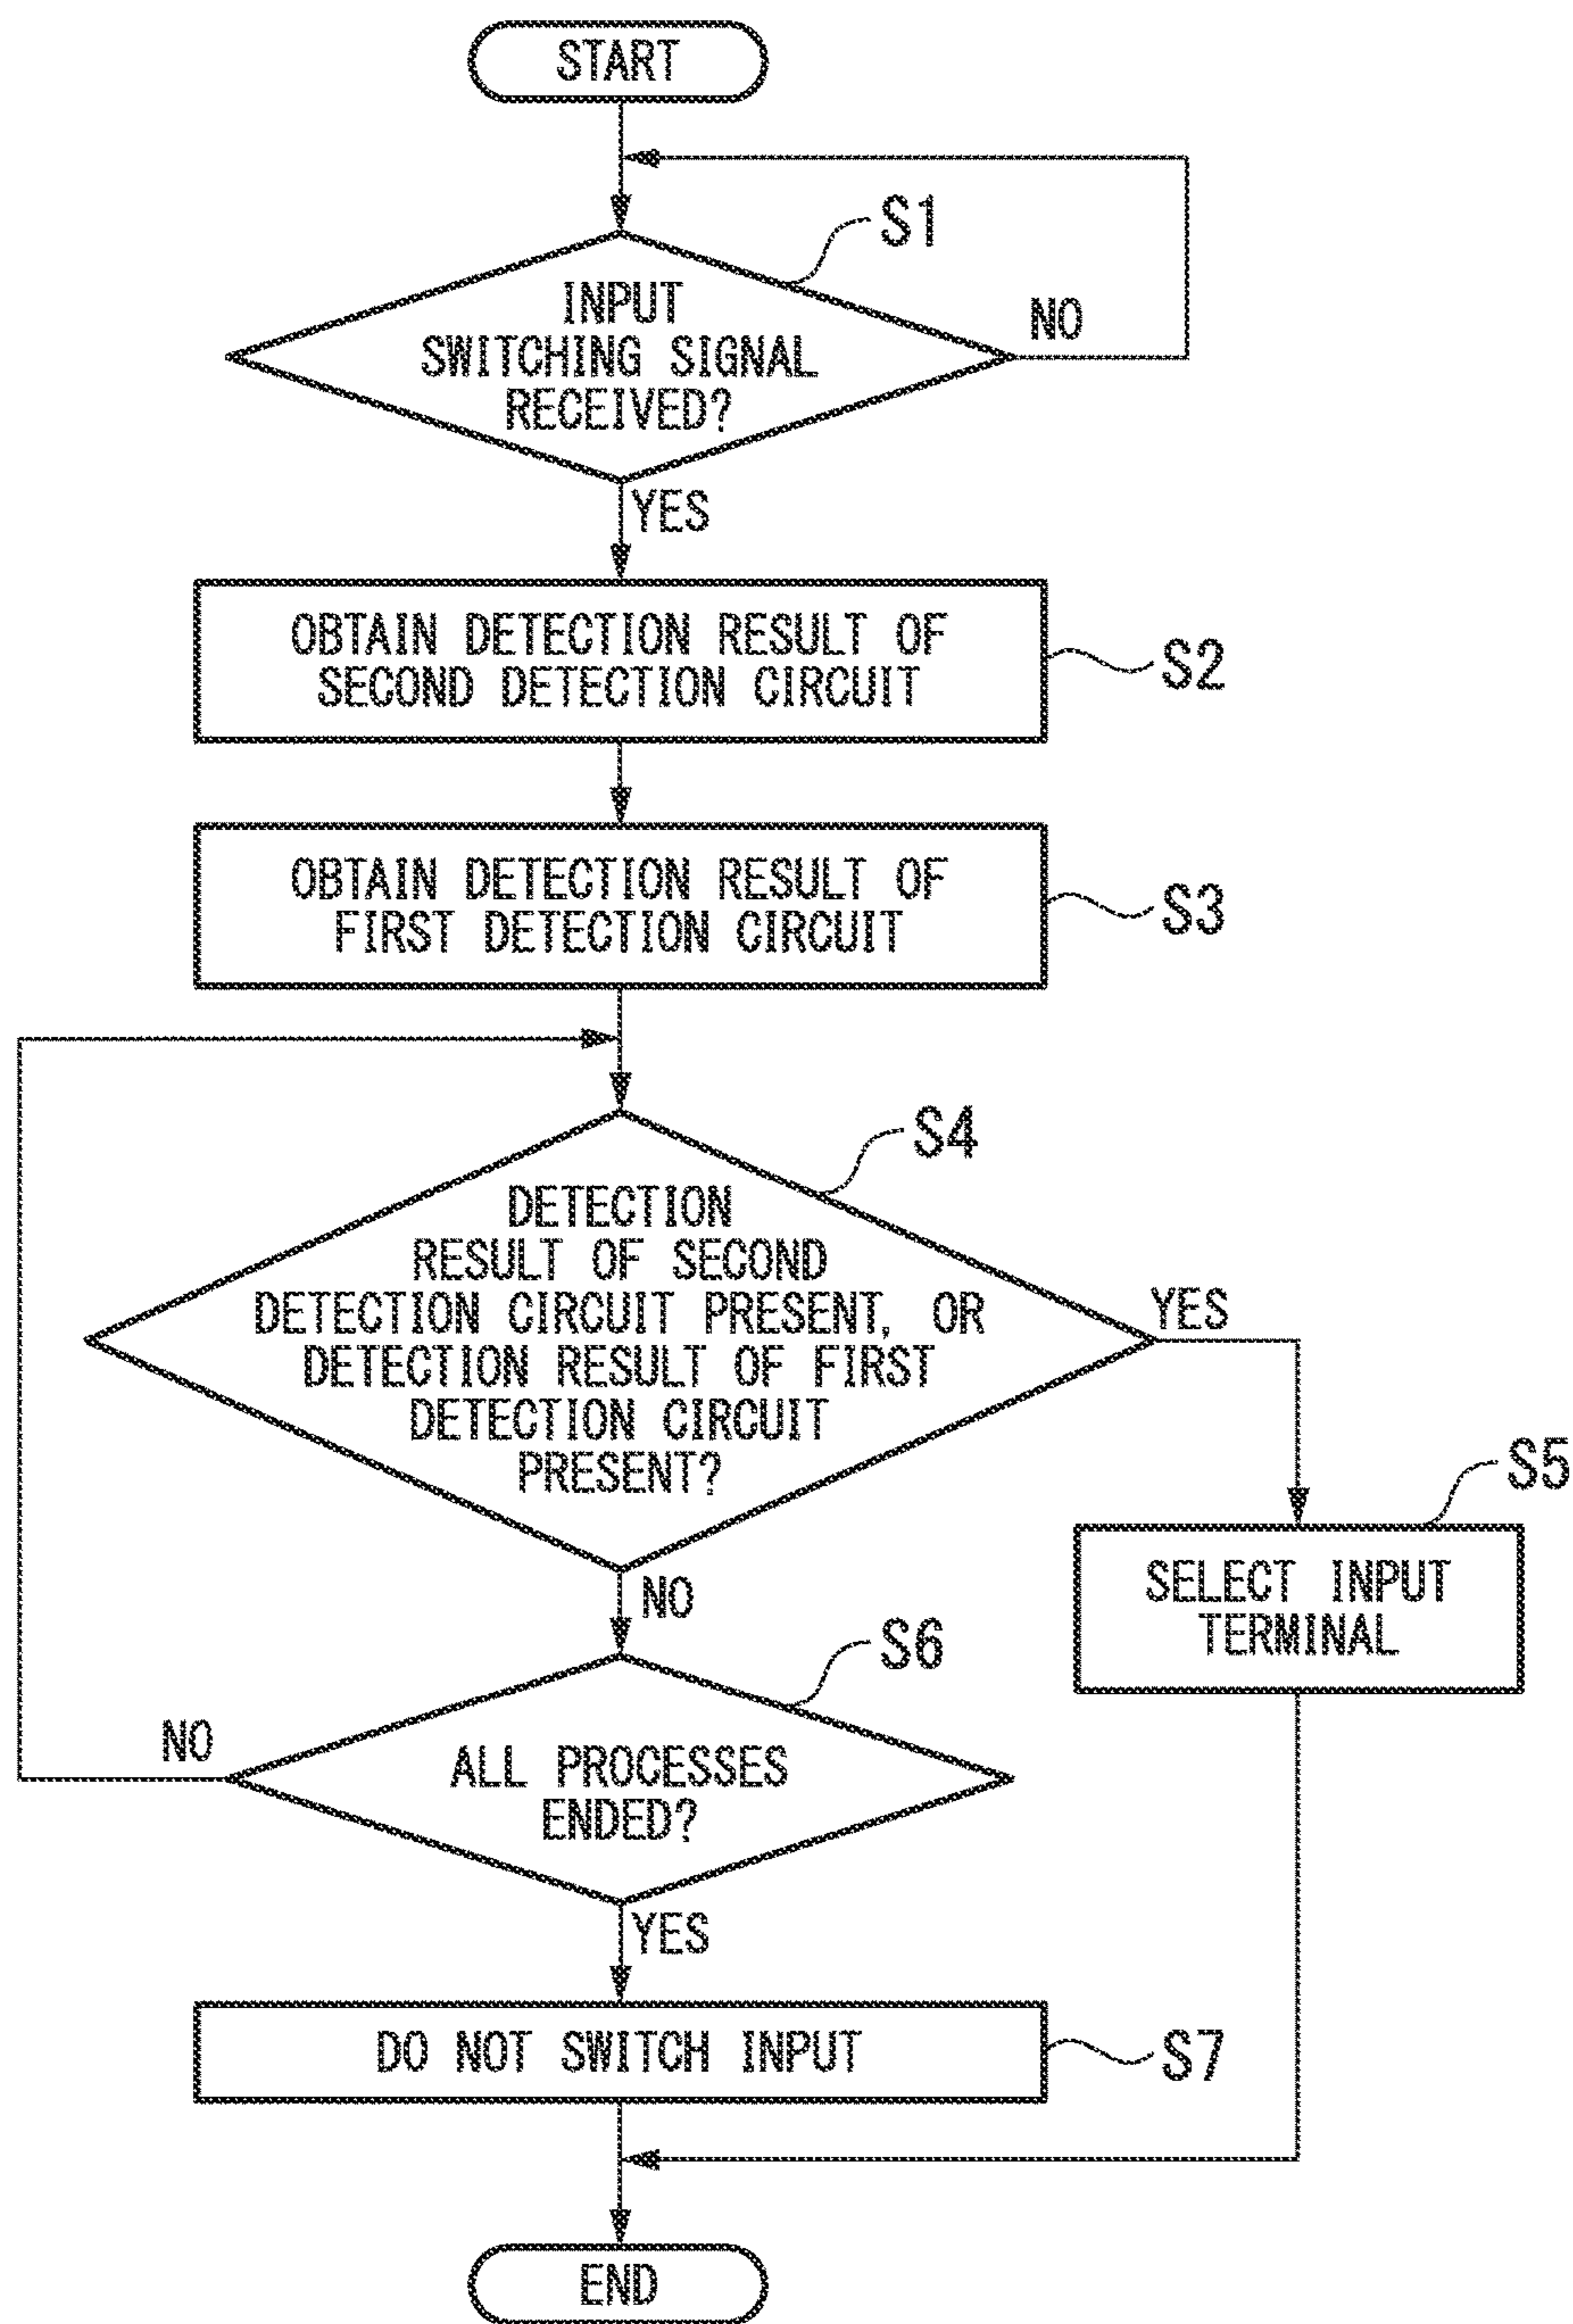 START
S1
INPUT
SWITCHING SIGNAL
RECEIVED?
NO
YES
OBTAIN DETECTION RESULT OF
SECOND DETECTION CIRCUIT
S2
OBTAIN DETECTION RESULT OF
FIRST DETECTION CIRCUIT
S3
S4
DETECTION
RESULT OF SECOND
DETECTION CIRCUIT PRESENT, OR
DETECTION RESULT OF FIRST
DETECTION CIRCUIT
PRESENT?
YES
S5
SELECT INPUT
TERMINAL
NO
S6
ALL PROCESSES
ENDED?
NO
YES
DO NOT SWITCH INPUT
S7
END